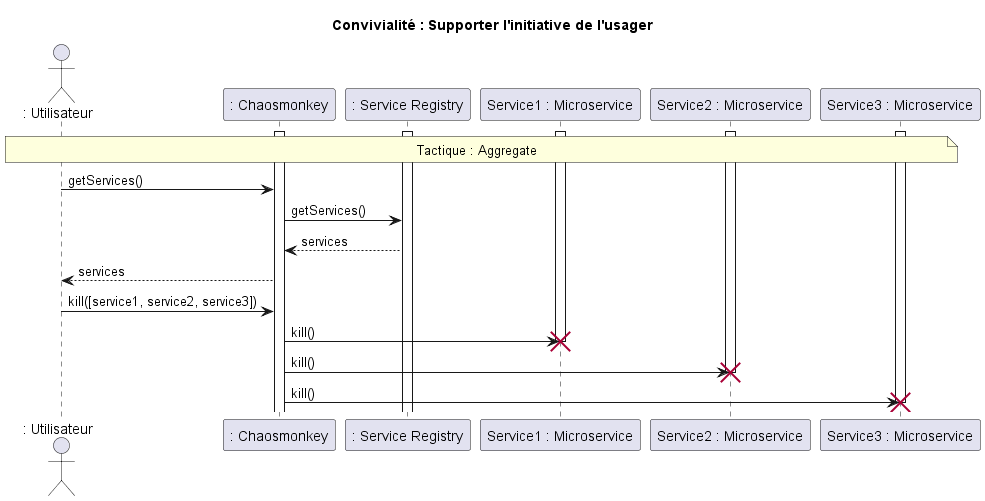 Convivialité : Supporter l'initiative de l'usager
: Utilisateur
: Chaosmonkey
: Service Registry
Service1 : Microservice
Service2 : Microservice
Service3 : Microservice
Tactique : Aggregate
getServices()
getServices()
services
services
kill([service1, service2, service3])
kill()
kill()
kill()
: Utilisateur
: Chaosmonkey
: Service Registry
Service1 : Microservice
Service2 : Microservice
Service3 : Microservice